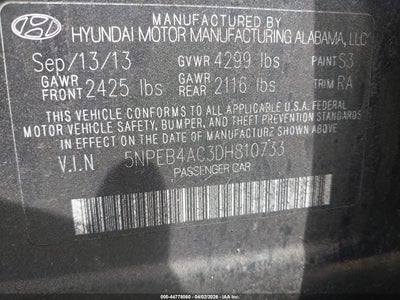 MANUFACTURED BY
HYUNDAI MOTOR MANUFACTURING ALABAMA, LLC
Sep/13/13 GVWR 4299 lbs PAINT S3
GAWR FRONT 2425 lbs GAWR REAR 2116 lbs TRIM RA
THIS VEHICLE CONFORMS TO ALL APPLICABLE U.S. FEDERAL
MOTOR VEHICLE SAFETY, BUMPER, AND THEFT PREVENTION STANDARDS
IN EFFECT ON THE DATE OF MANUFACTURE SHOWN ABOVE.
V.I.N 5NPEB4AC3DH810733
PASSENGER CAR
000-44778060 - 04/02/2026 - IAA Inc. All Rights Reserved